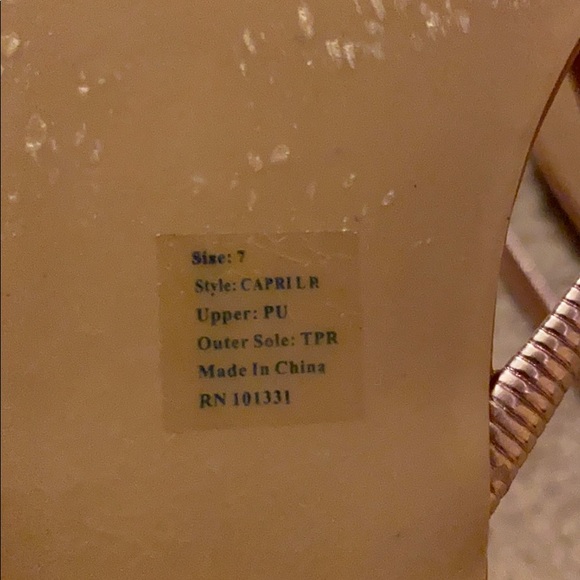 Size: 7
Style: CAPRI L R
Upper: PU
Outer Sole: TPR
Made In China
RN 101331